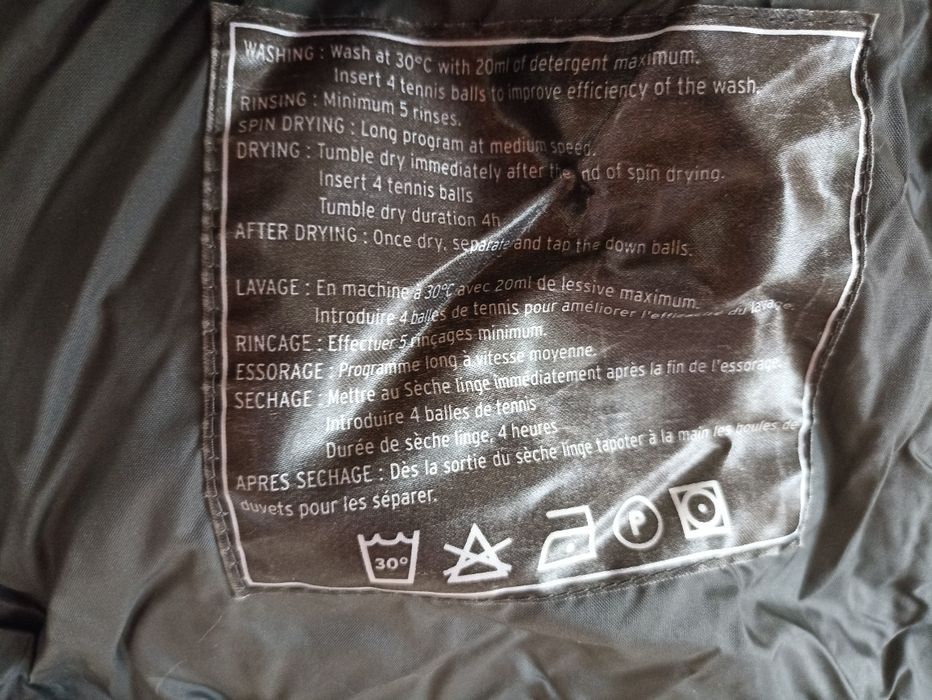 WASHING : Wash at 30°C with 20ml of detergent maximum.
Insert 4 tennis balls to improve efficiency of the wash.
RINSING : Minimum 5 rinses.
SPIN DRYING : Long program at medium speed.
DRYING : Tumble dry immediately after the nd of spin drying.
Insert 4 tennis balls
Tumble dry duration 4h
AFTER DRYING : Once dry, separate and tap the down balls.
LAVAGE : En machine à 30°C avec 20ml de lessive maximum.
Introduire 4 balles de tennis pour améliorer l'efficacité du lavage.
RINCAGE : Effectuer 5 rinçages minimum.
ESSORAGE : Programme long à vitesse moyenne.
SECHAGE : Mettre au Sèche linge immédiatement après la fin de l'essorage.
Introduire 4 balles de tennis
Durée de sèche linge, 4 heures
APRES SECHAGE : Dès la sortie du sèche linge tapoter à la main les boules de
duvets pour les séparer.
30° P